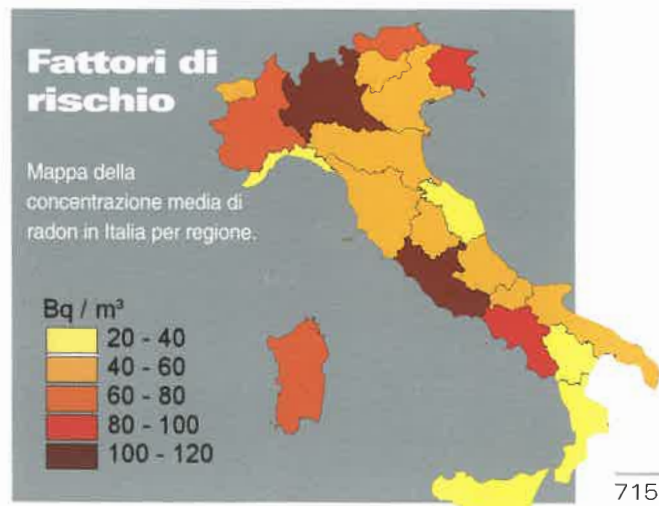 Fattori di
rischio
Mappa della
concentrazione media di
radon in Italia per regione.
Bq / m³
20 - 40
40 - 60
60 - 80
80 - 100
100 - 120
715